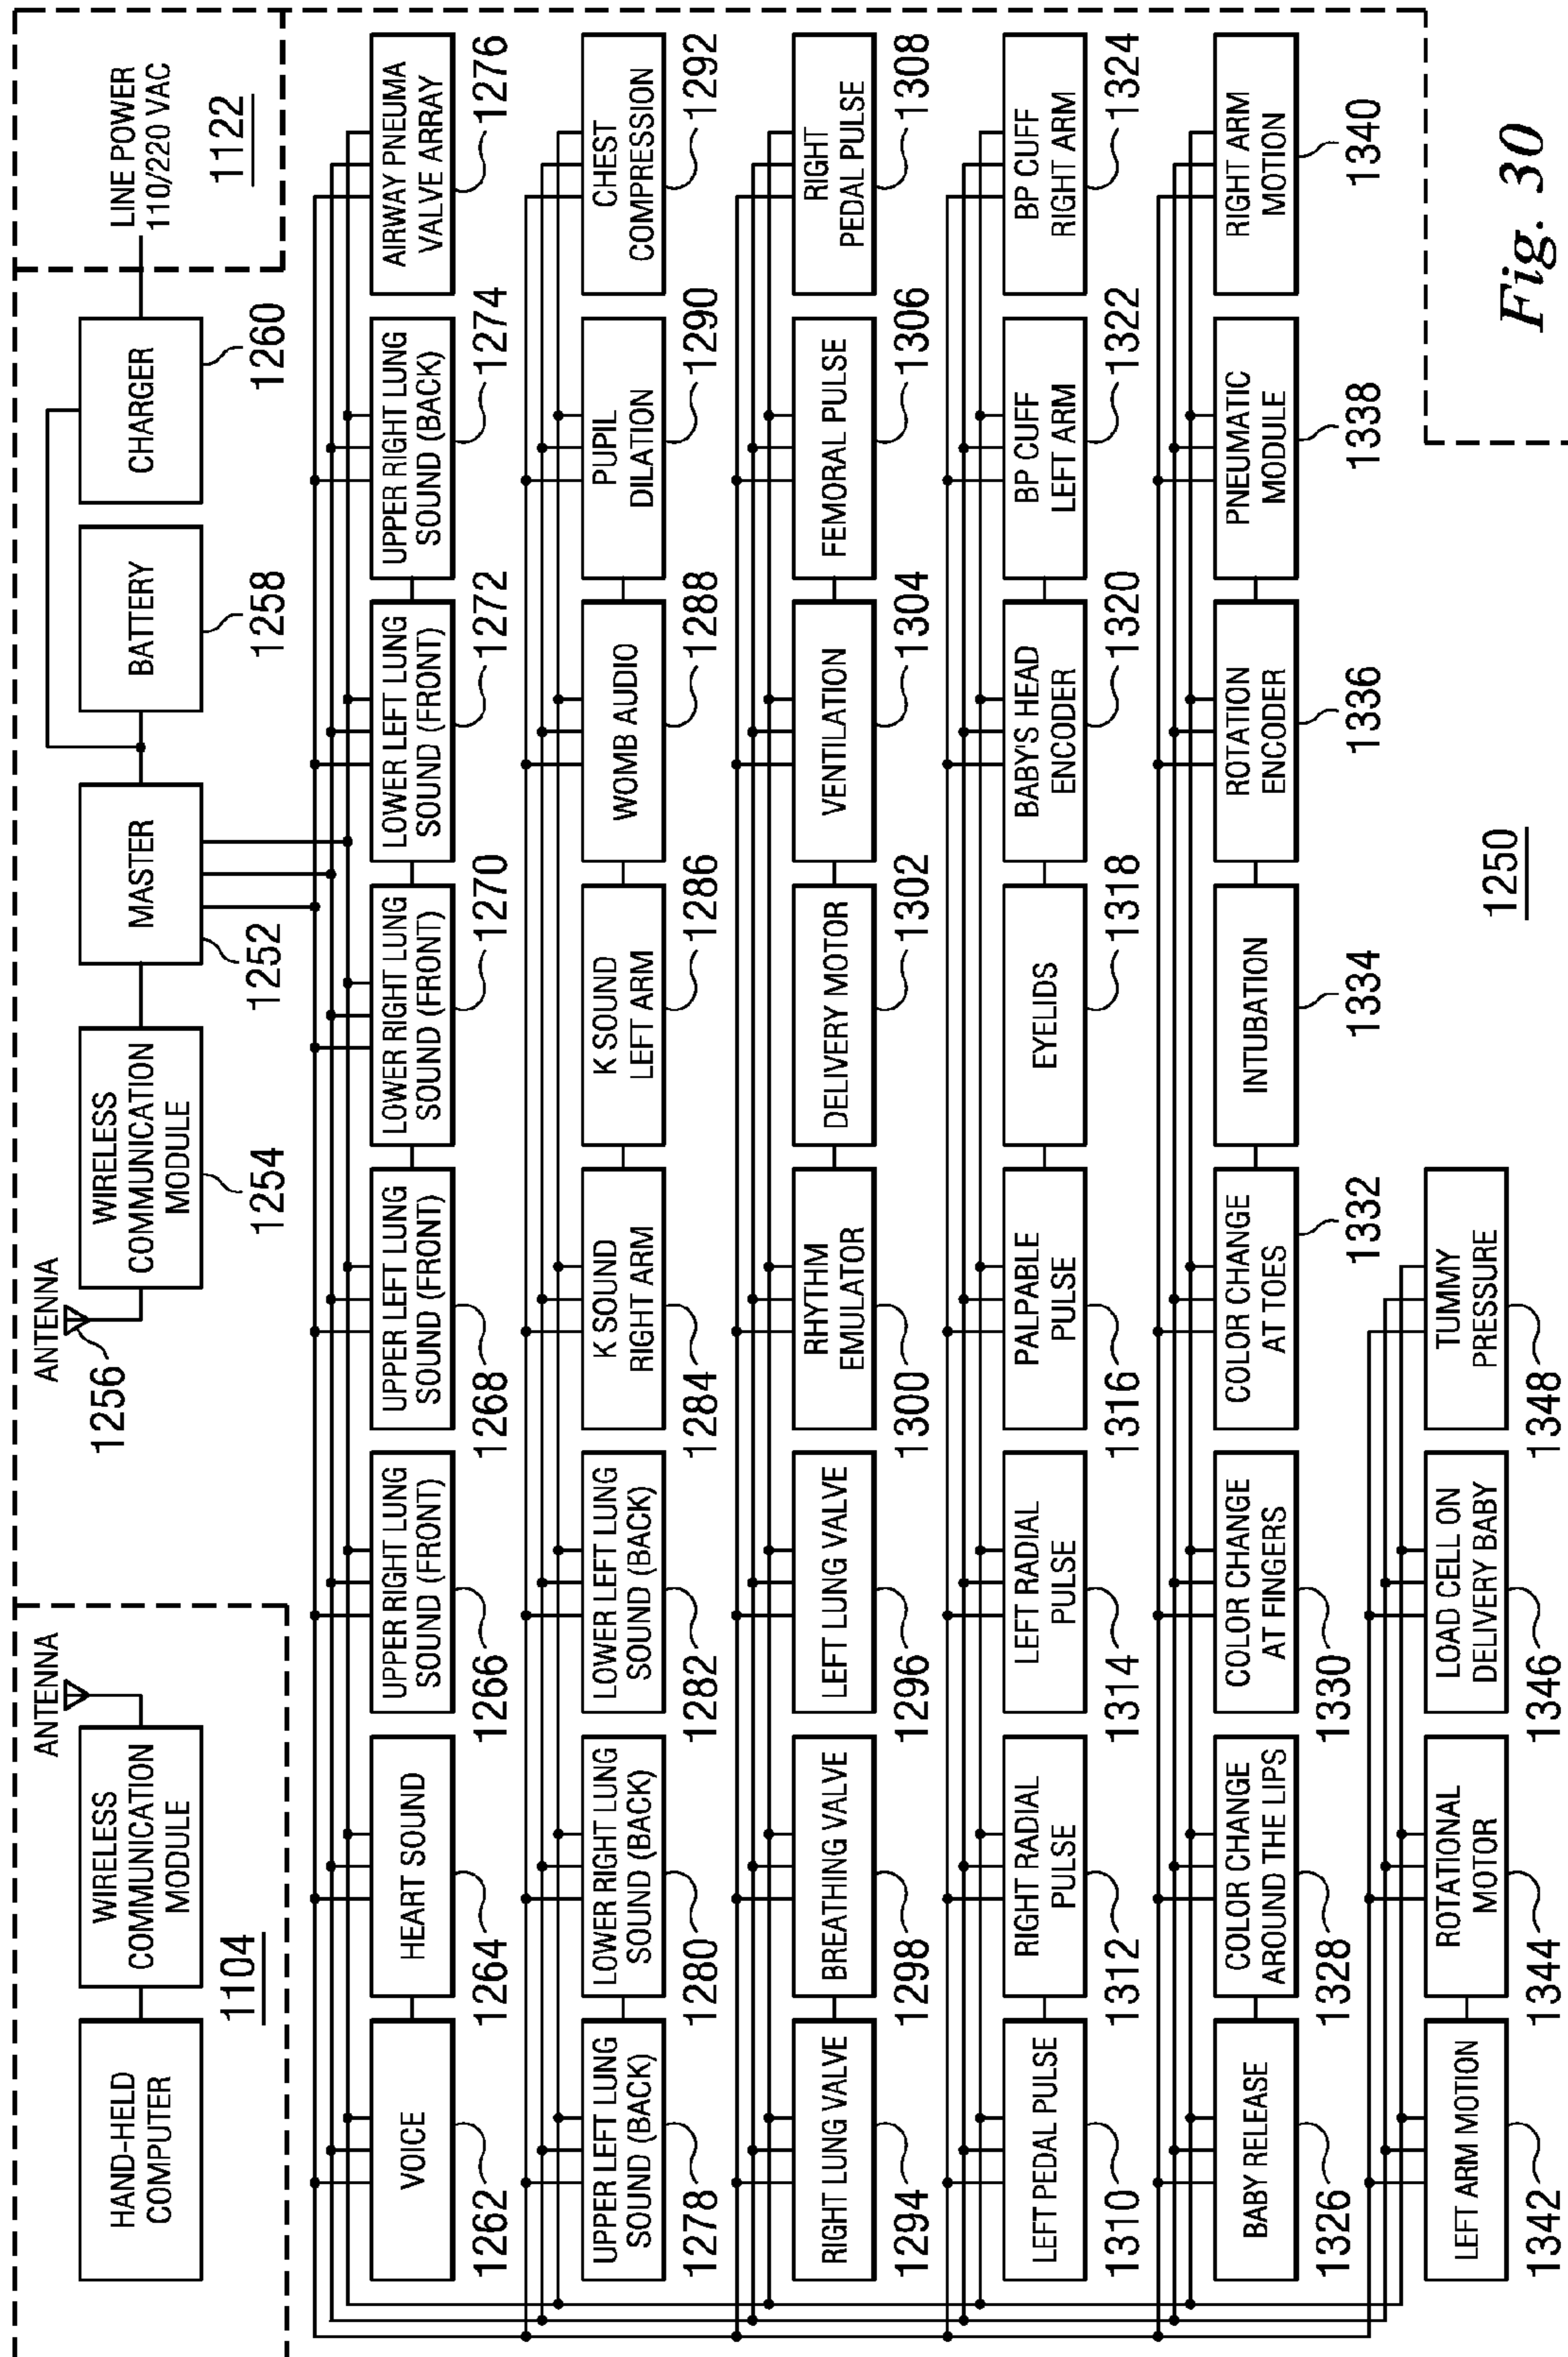 HAND-HELD
COMPUTER
WIRELESS
COMMUNICATION
MODULE
ANTENNA
1104
ANTENNA
1256
WIRELESS
COMMUNICATION
MODULE
1254
MASTER
1252
BATTERY
1258
CHARGER
1260
LINE POWER
110/220 VAC
1122
VOICE
1262
HEART SOUND
1264
UPPER RIGHT LUNG
SOUND (FRONT)
1266
UPPER LEFT LUNG
SOUND (FRONT)
1268
LOWER RIGHT LUNG
SOUND (FRONT)
1270
LOWER LEFT LUNG
SOUND (FRONT)
1272
UPPER RIGHT LUNG
SOUND (BACK)
1274
AIRWAY PNEUMA
VALVE ARRAY
1276
UPPER LEFT LUNG
SOUND (BACK)
1278
LOWER RIGHT LUNG
SOUND (BACK)
1280
LOWER LEFT LUNG
SOUND (BACK)
1282
K SOUND
RIGHT ARM
1284
K SOUND
LEFT ARM
1286
WOMB AUDIO
1288
PUPIL
DILATION
1290
CHEST
COMPRESSION
1292
RIGHT LUNG VALVE
1294
BREATHING VALVE
1298
LEFT LUNG VALVE
1296
RHYTHM
EMULATOR
1300
DELIVERY MOTOR
1302
VENTILATION
1304
FEMORAL PULSE
1306
RIGHT
PEDAL PULSE
1308
LEFT PEDAL PULSE
1310
RIGHT RADIAL
PULSE
1312
LEFT RADIAL
PULSE
1314
PALPABLE
PULSE
1316
EYELIDS
1318
BABY'S HEAD
ENCODER
1320
BP CUFF
LEFT ARM
1322
BP CUFF
RIGHT ARM
1324
BABY RELEASE
1326
COLOR CHANGE
AROUND THE LIPS
1328
COLOR CHANGE
AT FINGERS
1330
COLOR CHANGE
AT TOES
1332
INTUBATION
1334
ROTATION
ENCODER
1336
PNEUMATIC
MODULE
1338
RIGHT ARM
MOTION
1340
LEFT ARM MOTION
1342
ROTATIONAL
MOTOR
1344
LOAD CELL ON
DELIVERY BABY
1346
TUMMY
PRESSURE
1348
1250
Fig. 30